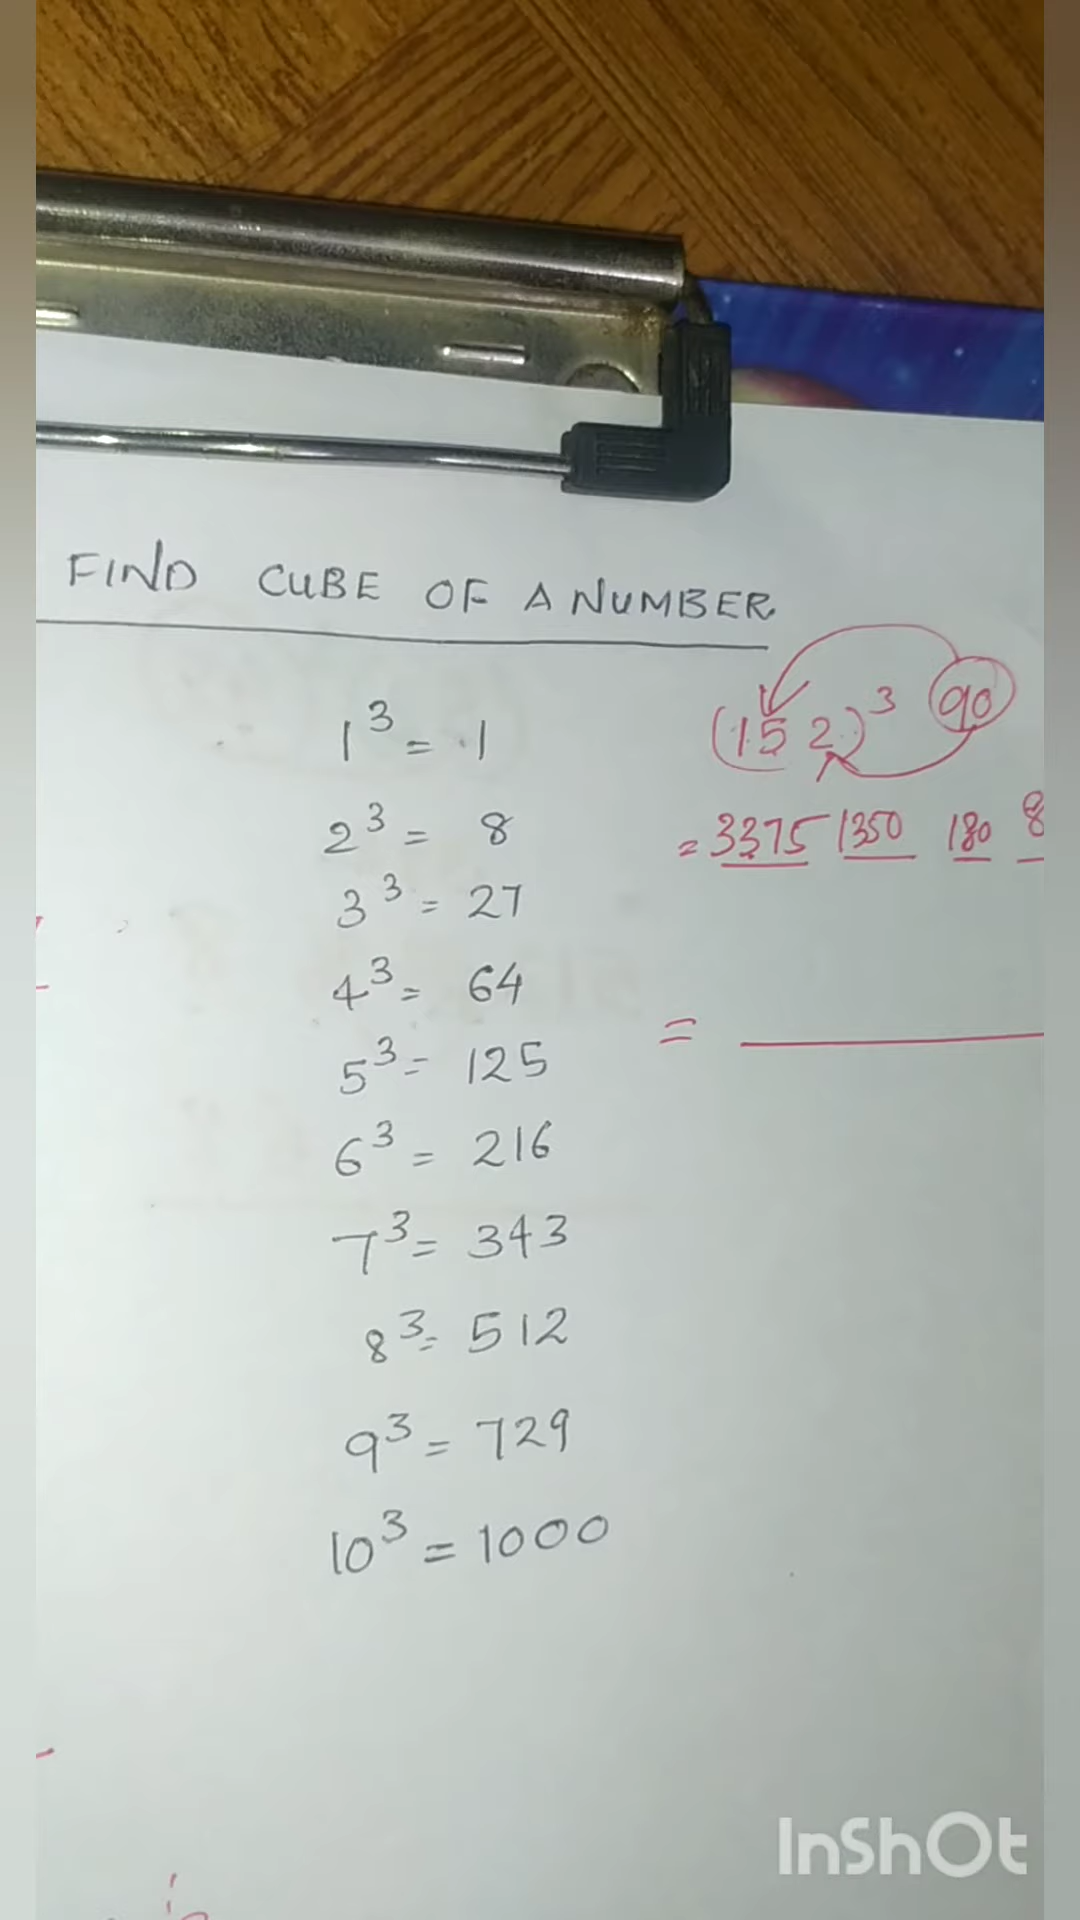 FIND CUBE OF A NUMBER
1³ = 1
2³ = 8
3³ = 27
4³ = 64
5³ = 125
6³ = 216
7³ = 343
8³ = 512
9³ = 729
10³ = 1000
(152)³ 90
= 3375 1350 180 8
=
InShOt